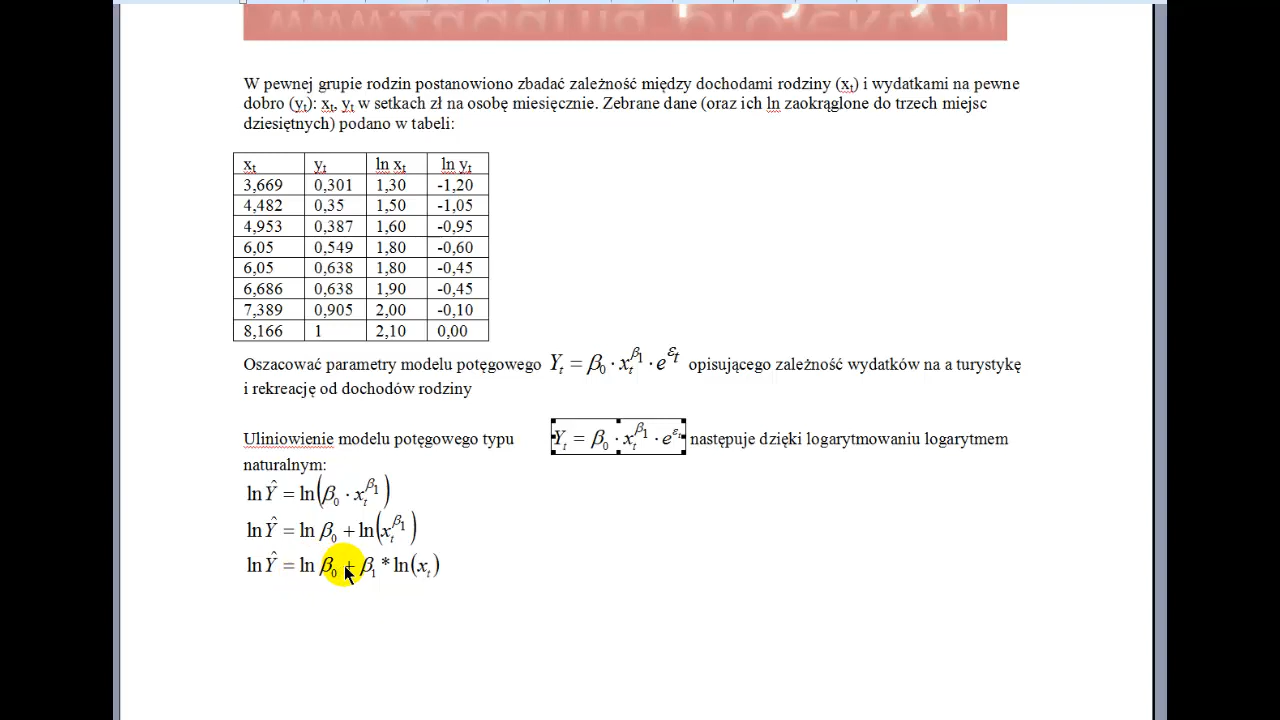 W pewnej grupie rodzin postanowiono zbadać zależność między dochodami rodziny (xₜ) i wydatkami na pewne
dobro (yₜ): xₜ, yₜ w setkach zł na osobę miesięcznie. Zebrane dane (oraz ich ln zaokrąglone do trzech miejsc
dziesiętnych) podano w tabeli:
xₜ yₜ ln xₜ ln yₜ
3,669 0,301 1,30 -1,20
4,482 0,35 1,50 -1,05
4,953 0,387 1,60 -0,95
6,05 0,549 1,80 -0,60
6,05 0,638 1,80 -0,45
6,686 0,638 1,90 -0,45
7,389 0,905 2,00 -0,10
8,166 1 2,10 0,00
Oszacować parametry modelu potęgowego Yₜ = β₀ · xₜ^β₁ · e^εₜ opisującego zależność wydatków na a turystykę
i rekreację od dochodów rodziny
Uliniowienie modelu potęgowego typu Yₜ = β₀ · xₜ^β₁ · e^εₜ następuje dzięki logarytmowaniu logarytmem
naturalnym:
ln Ŷ = ln(β₀ · xₜ^β₁)
ln Ŷ = ln β₀ + ln(xₜ^β₁)
ln Ŷ = ln β₀ + β₁ * ln(xₜ)